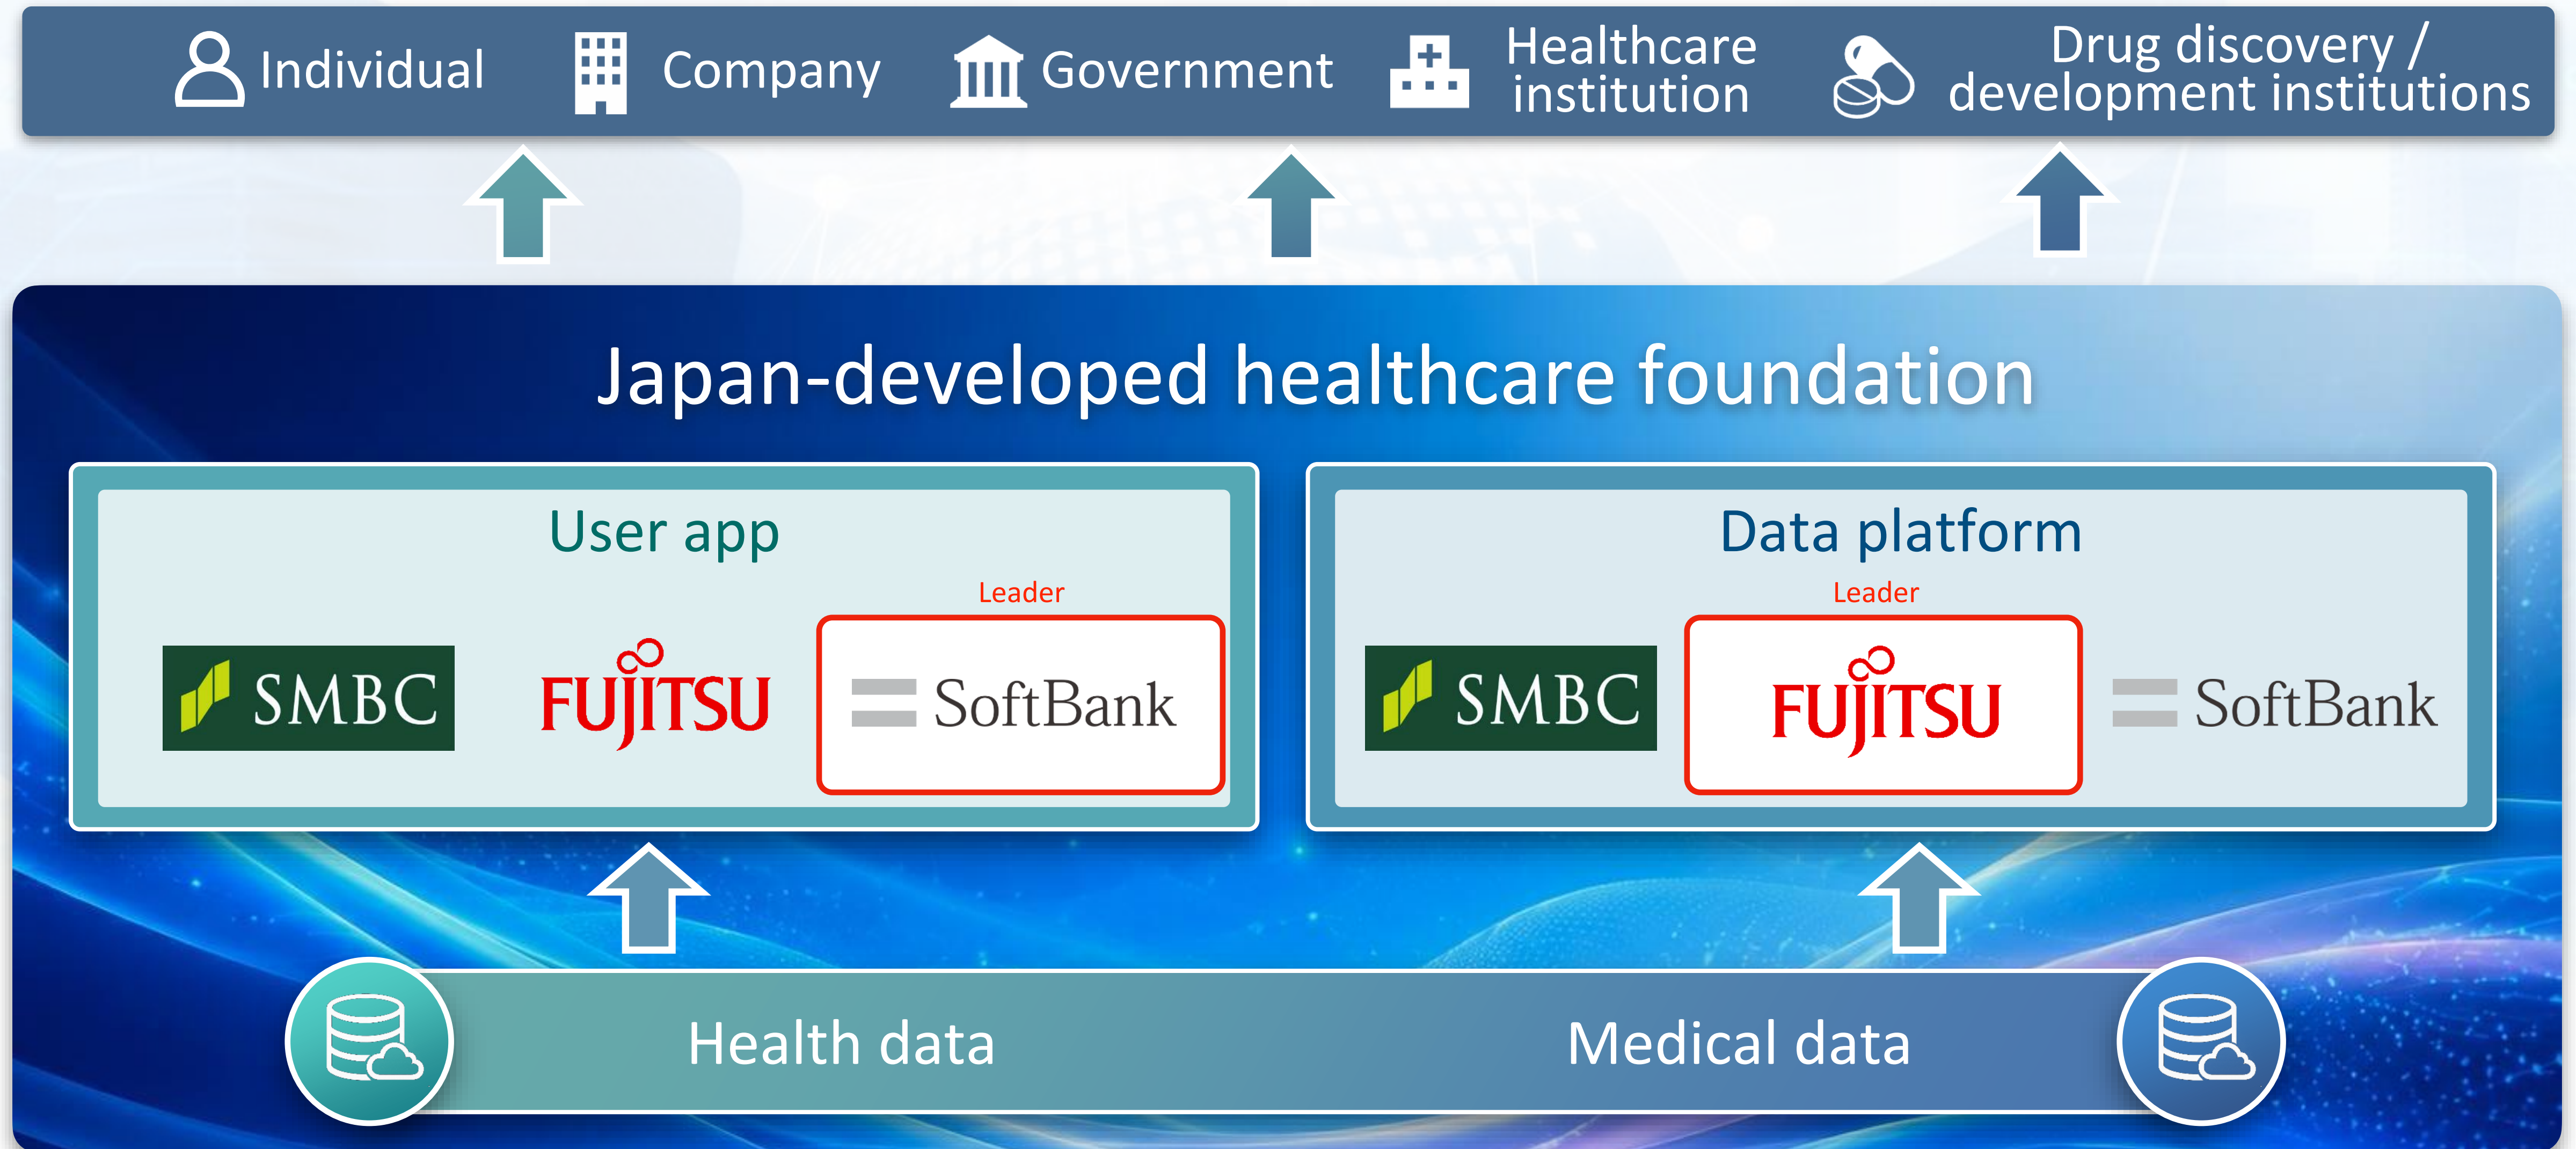 Individual
Company
Government
Healthcare
institution
Drug discovery /
development institutions
Japan-developed healthcare foundation
User app
Leader
SMBC
FUJITSU
SoftBank
Data platform
Leader
SMBC
FUJITSU
SoftBank
Health data
Medical data